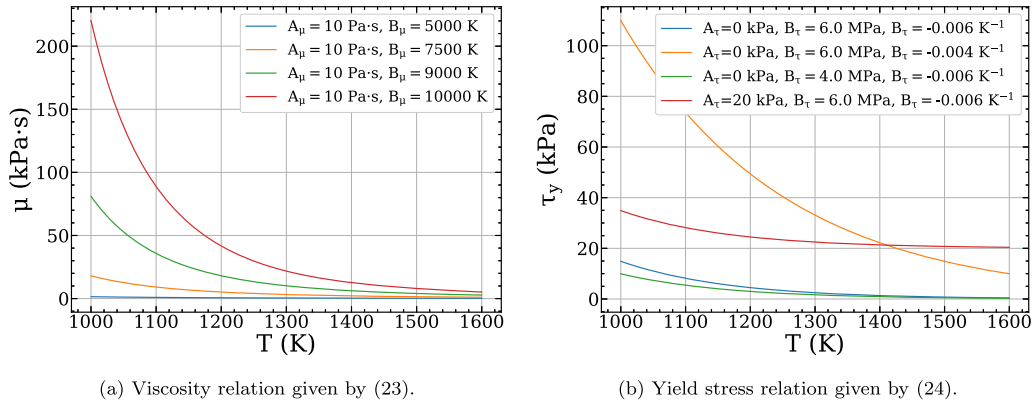 A_μ = 10 Pa·s, B_μ = 5000 K
A_μ = 10 Pa·s, B_μ = 7500 K
A_μ = 10 Pa·s, B_μ = 9000 K
A_μ = 10 Pa·s, B_μ = 10000 K
200
150
100
50
0
μ (kPa·s)
1000 1100 1200 1300 1400 1500 1600
T (K)
(a) Viscosity relation given by (23).
A_τ=0 kPa, B_τ = 6.0 MPa, B_τ = -0.006 K⁻¹
A_τ=0 kPa, B_τ = 6.0 MPa, B_τ = -0.004 K⁻¹
A_τ=0 kPa, B_τ = 4.0 MPa, B_τ = -0.006 K⁻¹
A_τ=20 kPa, B_τ = 6.0 MPa, B_τ = -0.006 K⁻¹
100
80
60
40
20
0
τ_y (kPa)
1000 1100 1200 1300 1400 1500 1600
T (K)
(b) Yield stress relation given by (24).